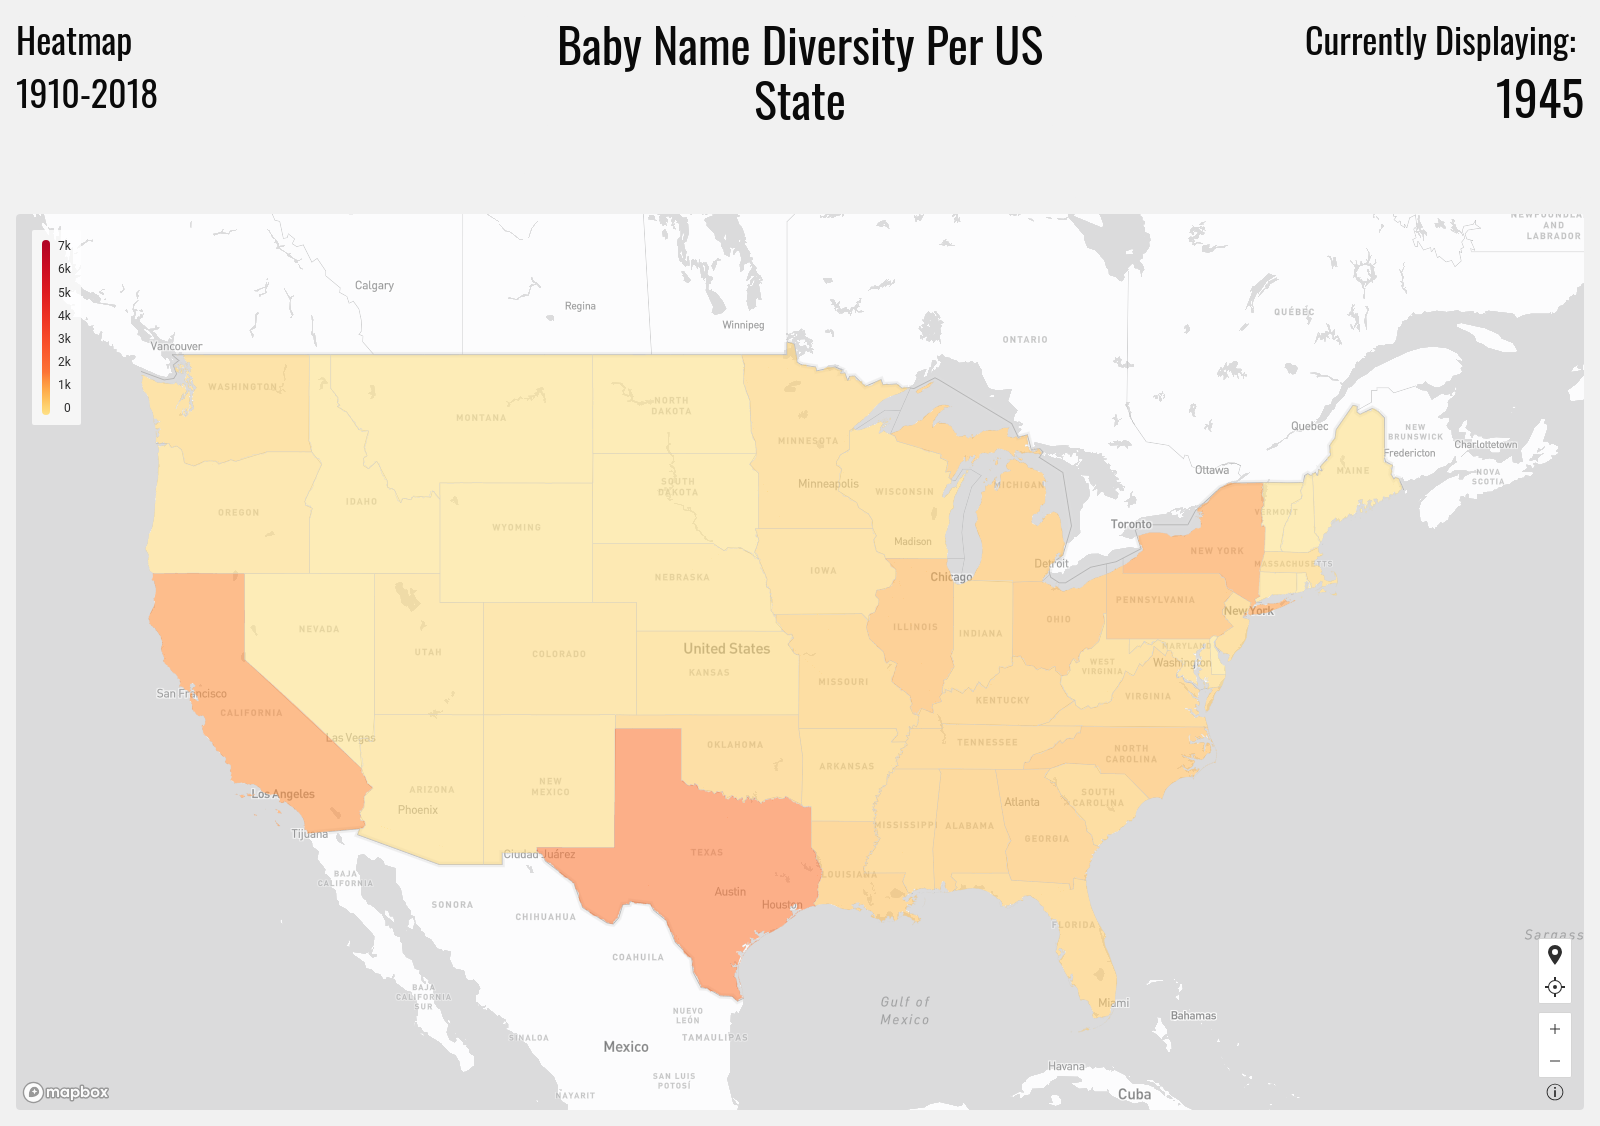 Heatmap
1910-2018
Baby Name Diversity Per US
State
Currently Displaying:
1945
7k
6k
5k
4k
3k
2k
1k
0
NEWFOUNDLA
AND
LABRADOR
Calgary
Regina
Winnipeg
QUÉBEC
ONTARIO
Vancouver
WASHINGTON
MONTANA
NORTH
DAKOTA
MINNESOTA
Quebec
NEW
BRUNSWICK
Charlottetown
Fredericton
NOVA
SCOTIA
MAINE
Ottawa
OREGON
IDAHO
WYOMING
SOUTH
DAKOTA
Minneapolis
WISCONSIN
Madison
MICHIGAN
Detroit
Toronto
VERMONT
NEW YORK
MASSACHUSETTS
NEBRASKA
IOWA
Chicago
PENNSYLVANIA
New York
NEVADA
UTAH
COLORADO
United States
KANSAS
MISSOURI
ILLINOIS
INDIANA
OHIO
WEST
VIRGINIA
MARYLAND
Washington
VIRGINIA
KENTUCKY
San Francisco
CALIFORNIA
Las Vegas
Los Angeles
Tijuana
ARIZONA
Phoenix
NEW
MEXICO
OKLAHOMA
ARKANSAS
TENNESSEE
NORTH
CAROLINA
SOUTH
CAROLINA
Atlanta
MISSISSIPPI
ALABAMA
GEORGIA
Ciudad Juárez
TEXAS
Austin
Houston
LOUISIANA
FLORIDA
Miami
BAJA
CALIFORNIA
SONORA
CHIHUAHUA
COAHUILA
BAJA
CALIFORNIA
SUR
NUEVO
LEÓN
SINALOA
Mexico
TAMAULIPAS
SAN LUIS
POTOSÍ
NAYARIT
Gulf of
Mexico
Sargass
Bahamas
Havana
Cuba
mapbox